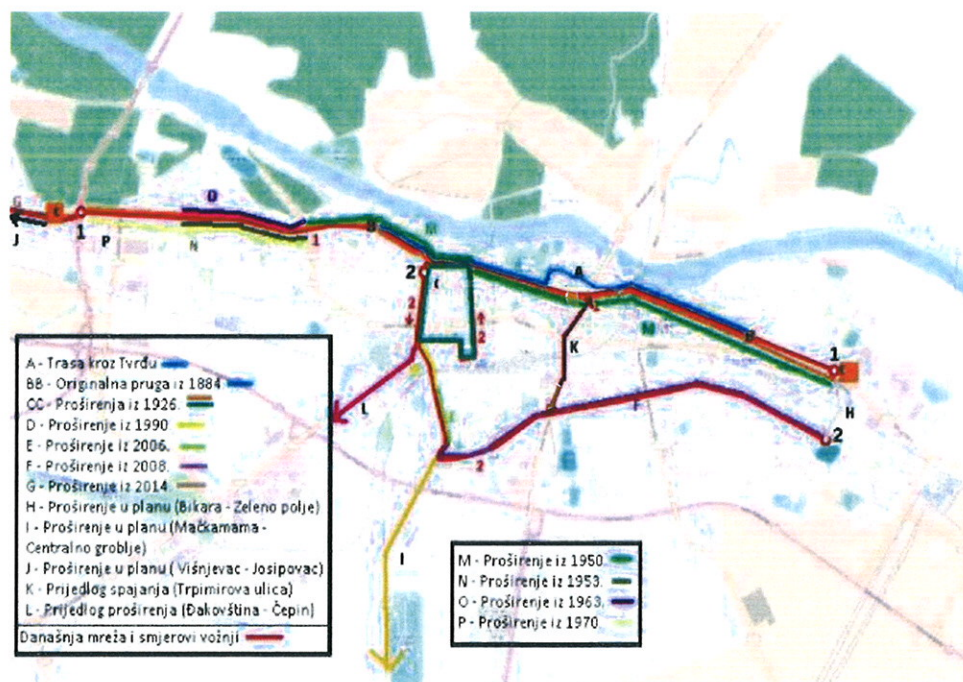 O
G
J
1
P
N
1
B
M
2
C
2
2
A
M
K
B
1
H
L
I
2
2
I
A - Trasa kroz Tvrđu
BB - Originalna pruga iz 1884
CC - Proširenja iz 1926.
D - Proširenje iz 1990
E - Proširenje iz 2006.
F - Proširenje iz 2008.
G - Proširenje iz 2014
H - Proširenje u planu (Bikara - Zeleno polje)
I - Proširenje u planu (Mačkamama -
Centralno groblje)
J - Proširenje u planu ( Višnjevac - Josipovac)
K - Prijedlog spajanja (Trpimirova ulica)
L - Prijedlog proširenja (Đakovština - Čepin)
Današnja mreža i smjerovi vožnji
M - Proširenje iz 1950.
N - Proširenje iz 1953.
O - Proširenje iz 1963.
P - Proširenje iz 1970